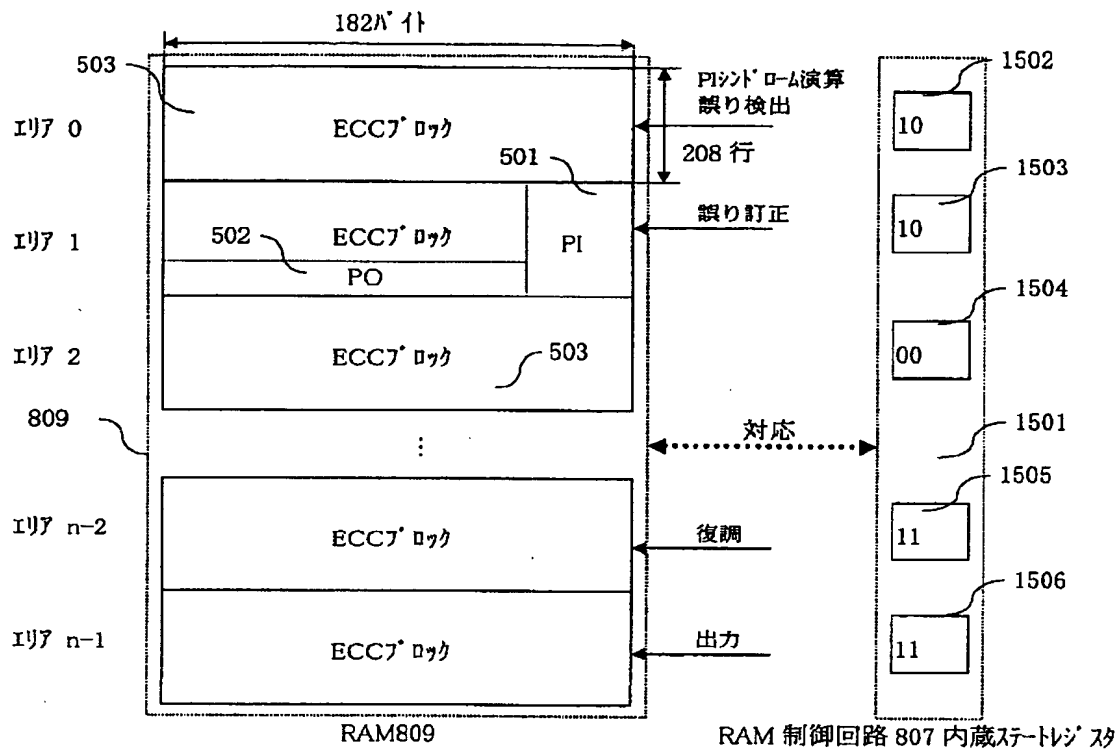 182ﾊﾞｲﾄ
503
1502
ｴﾘｱ 0
ECCﾌﾞﾛｯｸ
PIｼﾝﾄﾞﾛｰﾑ演算
誤り検出
208 行
10
501
1503
ｴﾘｱ 1
502
ECCﾌﾞﾛｯｸ
PI
PO
誤り訂正
10
1504
ｴﾘｱ 2
ECCﾌﾞﾛｯｸ
503
00
809
⋮
対応
1501
1505
ｴﾘｱ n-2
ECCﾌﾞﾛｯｸ
復調
11
1506
ｴﾘｱ n-1
ECCﾌﾞﾛｯｸ
出力
11
RAM809
RAM 制御回路 807 内蔵ｽﾃｰﾄﾚｼﾞｽﾀ